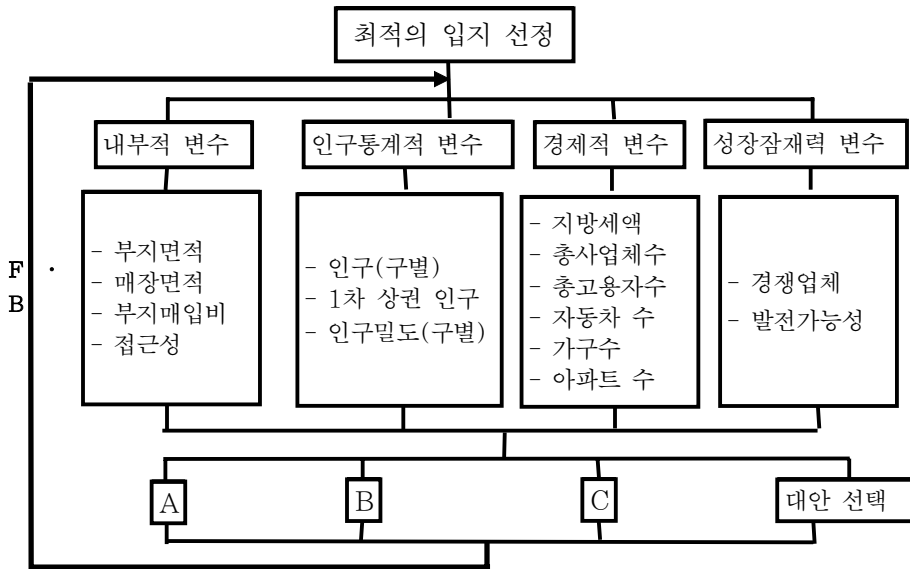 최적의 입지 선정
내부적 변수
인구통계적 변수
경제적 변수
성장잠재력 변수
- 부지면적
- 매장면적
- 부지매입비
- 접근성
- 인구(구별)
- 1차 상권 인구
- 인구밀도(구별)
- 지방세액
- 총사업체수
- 총고용자수
- 자동차 수
- 가구수
- 아파트 수
- 경쟁업체
- 발전가능성
F ·
B
A
B
C
대안 선택